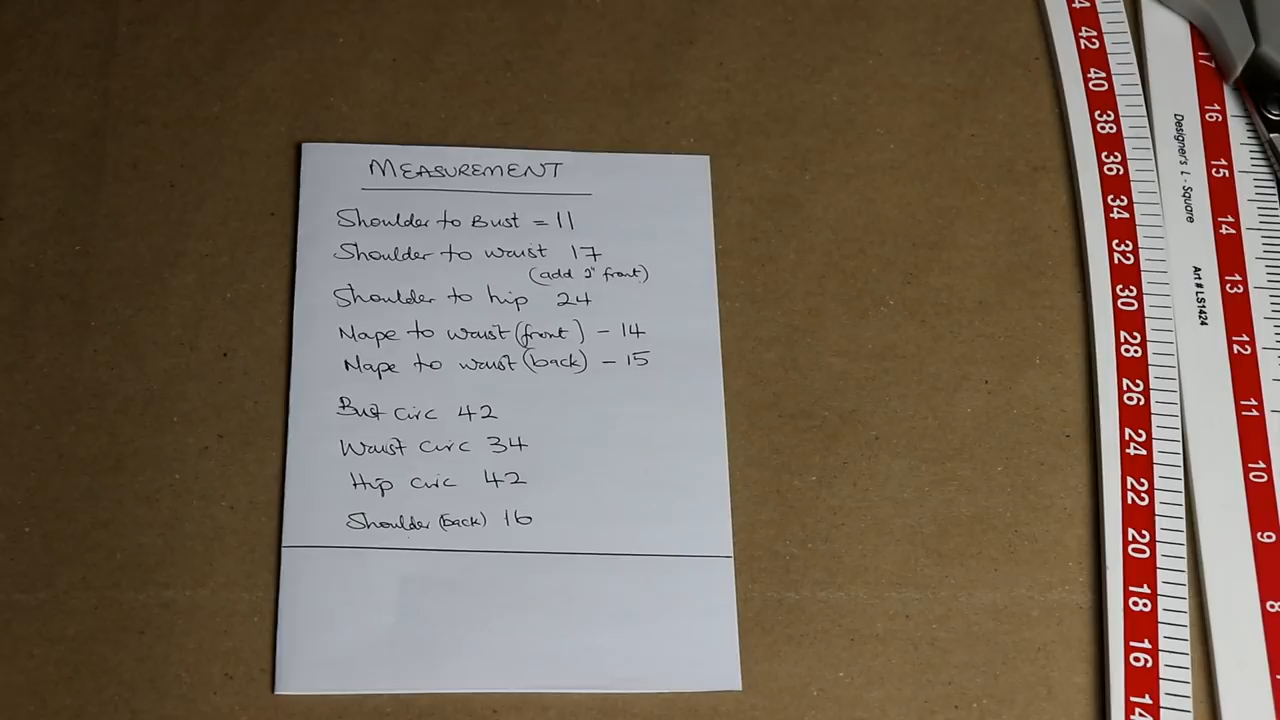 MEASUREMENT
Shoulder to Bust = 11
Shoulder to waist 17
(add 2" front)
Shoulder to hip 24
Nape to waist (front) - 14
Nape to waist (back) - 15
Bust circ 42
Waist circ 34
Hip circ 42
Shoulder (back) 16
42
40
38
36
34
32
30
28
26
24
22
20
18
16
14
Designer's L - Square
Art # LS1424
17
16
15
14
13
12
11
10
9
8